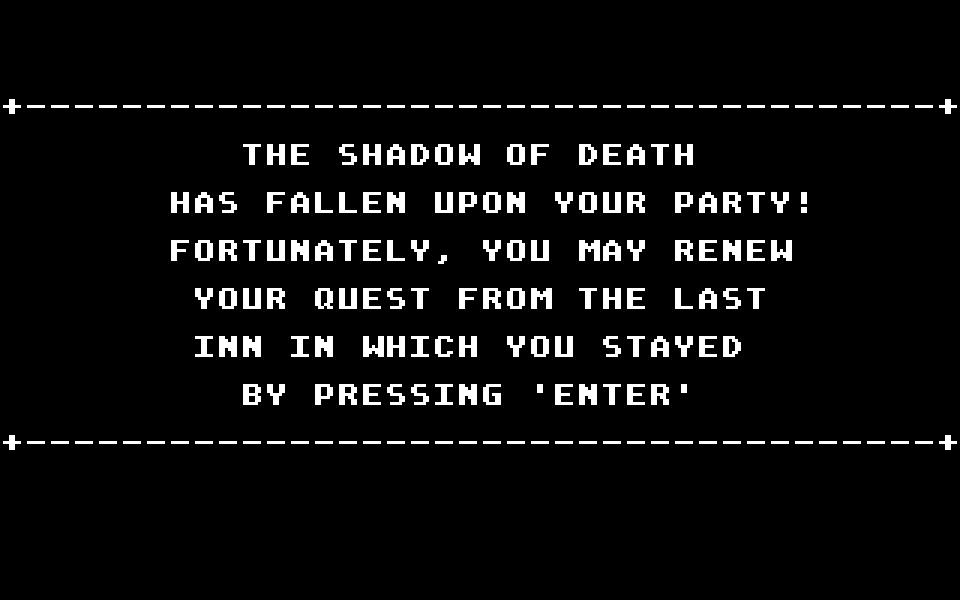 THE SHADOW OF DEATH
HAS FALLEN UPON YOUR PARTY!
FORTUNATELY, YOU MAY RENEW
YOUR QUEST FROM THE LAST
INN IN WHICH YOU STAYED
BY PRESSING 'ENTER'